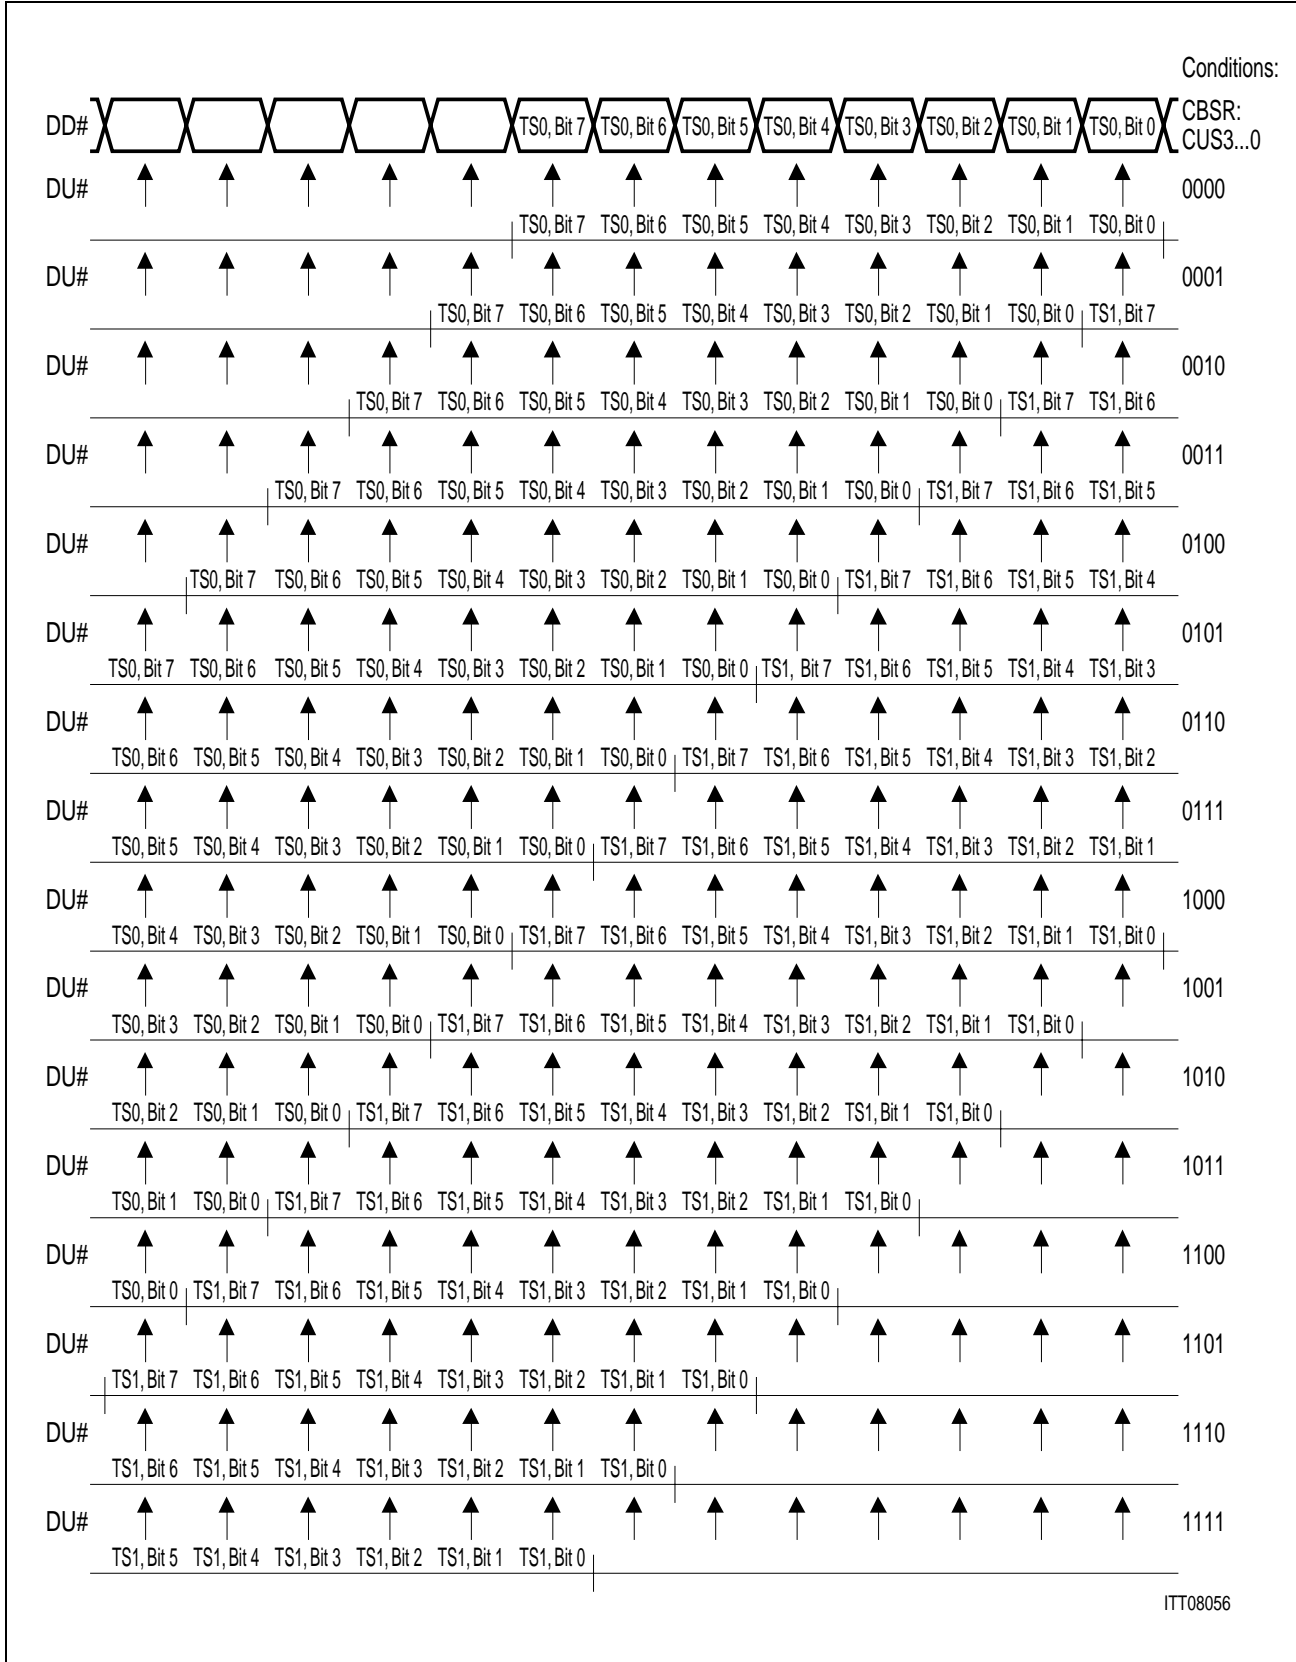 Conditions:
DD# TS0, Bit 7 TS0, Bit 6 TS0, Bit 5 TS0, Bit 4 TS0, Bit 3 TS0, Bit 2 TS0, Bit 1 TS0, Bit 0 CBSR:
CUS3...0
DU# 0000
TS0, Bit 7 TS0, Bit 6 TS0, Bit 5 TS0, Bit 4 TS0, Bit 3 TS0, Bit 2 TS0, Bit 1 TS0, Bit 0
DU# 0001
TS0, Bit 7 TS0, Bit 6 TS0, Bit 5 TS0, Bit 4 TS0, Bit 3 TS0, Bit 2 TS0, Bit 1 TS0, Bit 0 TS1, Bit 7
DU# 0010
TS0, Bit 7 TS0, Bit 6 TS0, Bit 5 TS0, Bit 4 TS0, Bit 3 TS0, Bit 2 TS0, Bit 1 TS0, Bit 0 TS1, Bit 7 TS1, Bit 6
DU# 0011
TS0, Bit 7 TS0, Bit 6 TS0, Bit 5 TS0, Bit 4 TS0, Bit 3 TS0, Bit 2 TS0, Bit 1 TS0, Bit 0 TS1, Bit 7 TS1, Bit 6 TS1, Bit 5
DU# 0100
TS0, Bit 7 TS0, Bit 6 TS0, Bit 5 TS0, Bit 4 TS0, Bit 3 TS0, Bit 2 TS0, Bit 1 TS0, Bit 0 TS1, Bit 7 TS1, Bit 6 TS1, Bit 5 TS1, Bit 4
DU# 0101
TS0, Bit 7 TS0, Bit 6 TS0, Bit 5 TS0, Bit 4 TS0, Bit 3 TS0, Bit 2 TS0, Bit 1 TS0, Bit 0 TS1, Bit 7 TS1, Bit 6 TS1, Bit 5 TS1, Bit 4 TS1, Bit 3
DU# 0110
TS0, Bit 6 TS0, Bit 5 TS0, Bit 4 TS0, Bit 3 TS0, Bit 2 TS0, Bit 1 TS0, Bit 0 TS1, Bit 7 TS1, Bit 6 TS1, Bit 5 TS1, Bit 4 TS1, Bit 3 TS1, Bit 2
DU# 0111
TS0, Bit 5 TS0, Bit 4 TS0, Bit 3 TS0, Bit 2 TS0, Bit 1 TS0, Bit 0 TS1, Bit 7 TS1, Bit 6 TS1, Bit 5 TS1, Bit 4 TS1, Bit 3 TS1, Bit 2 TS1, Bit 1
DU# 1000
TS0, Bit 4 TS0, Bit 3 TS0, Bit 2 TS0, Bit 1 TS0, Bit 0 TS1, Bit 7 TS1, Bit 6 TS1, Bit 5 TS1, Bit 4 TS1, Bit 3 TS1, Bit 2 TS1, Bit 1 TS1, Bit 0
DU# 1001
TS0, Bit 3 TS0, Bit 2 TS0, Bit 1 TS0, Bit 0 TS1, Bit 7 TS1, Bit 6 TS1, Bit 5 TS1, Bit 4 TS1, Bit 3 TS1, Bit 2 TS1, Bit 1 TS1, Bit 0
DU# 1010
TS0, Bit 2 TS0, Bit 1 TS0, Bit 0 TS1, Bit 7 TS1, Bit 6 TS1, Bit 5 TS1, Bit 4 TS1, Bit 3 TS1, Bit 2 TS1, Bit 1 TS1, Bit 0
DU# 1011
TS0, Bit 1 TS0, Bit 0 TS1, Bit 7 TS1, Bit 6 TS1, Bit 5 TS1, Bit 4 TS1, Bit 3 TS1, Bit 2 TS1, Bit 1 TS1, Bit 0
DU# 1100
TS0, Bit 0 TS1, Bit 7 TS1, Bit 6 TS1, Bit 5 TS1, Bit 4 TS1, Bit 3 TS1, Bit 2 TS1, Bit 1 TS1, Bit 0
DU# 1101
TS1, Bit 7 TS1, Bit 6 TS1, Bit 5 TS1, Bit 4 TS1, Bit 3 TS1, Bit 2 TS1, Bit 1 TS1, Bit 0
DU# 1110
TS1, Bit 6 TS1, Bit 5 TS1, Bit 4 TS1, Bit 3 TS1, Bit 2 TS1, Bit 1 TS1, Bit 0
DU# 1111
TS1, Bit 5 TS1, Bit 4 TS1, Bit 3 TS1, Bit 2 TS1, Bit 1 TS1, Bit 0
ITT08056